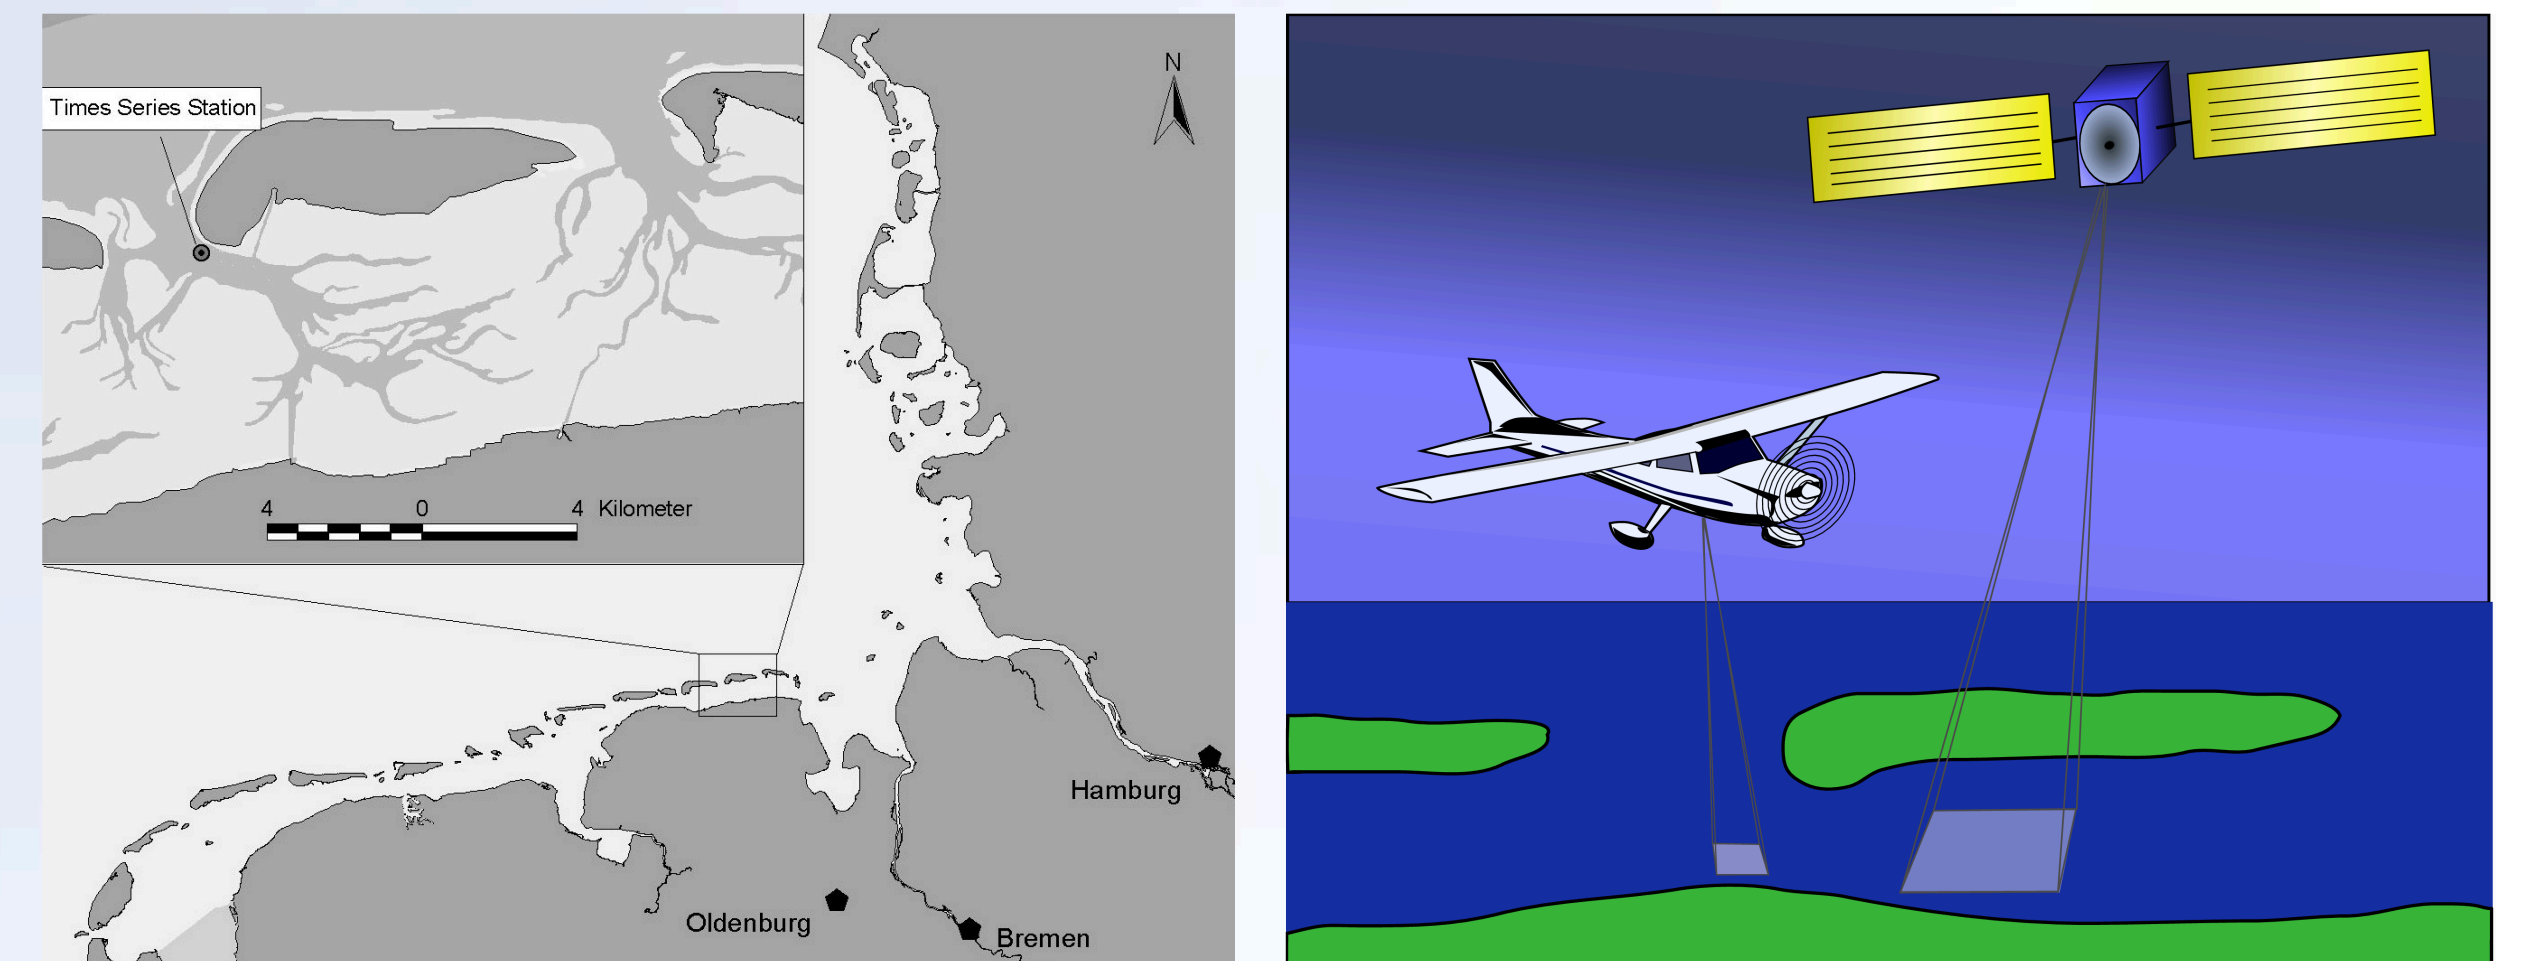 N
Times Series Station
4 0 4 Kilometer
Hamburg
Oldenburg
Bremen